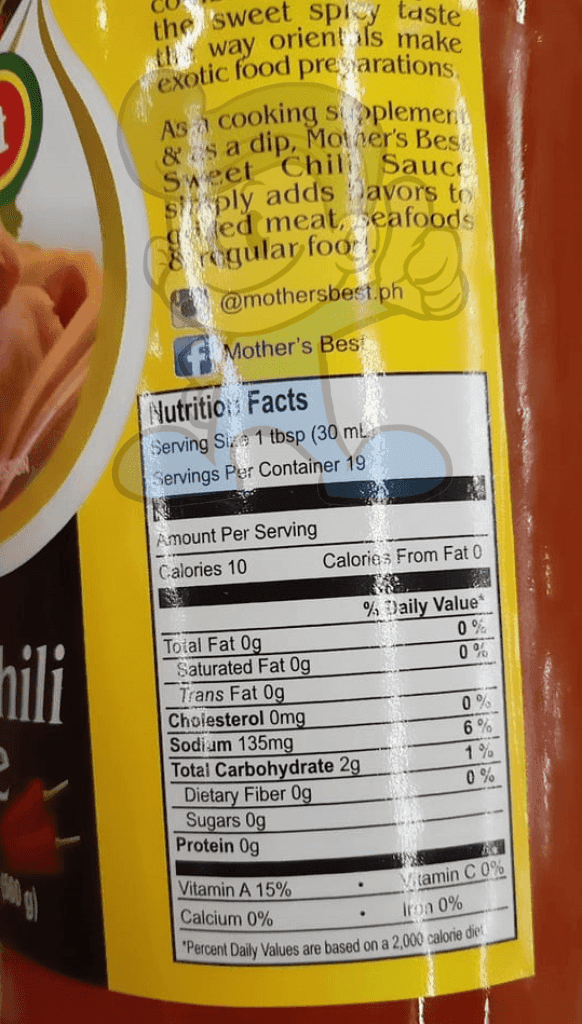 the sweet spicy taste
the way orientals make
exotic food preparations.
As a cooking supplement
& as a dip, Mother's Best
Sweet Chili Sauce
simply adds flavors to
grilled meat, seafoods
& regular food.
@mothersbest.ph
Mother's Best
Nutrition Facts
Serving Size 1 tbsp (30 mL
Servings Per Container 19
Amount Per Serving
Calories 10 Calories From Fat 0
% Daily Value*
Total Fat 0g 0 %
Saturated Fat 0g 0 %
Trans Fat 0g
Cholesterol 0mg 0 %
Sodium 135mg 6 %
Total Carbohydrate 2g 1 %
Dietary Fiber 0g 0 %
Sugars 0g
Protein 0g
Vitamin A 15% • Vitamin C 0%
Calcium 0% • Iron 0%
*Percent Daily Values are based on a 2,000 calorie diet
hili
e
g)